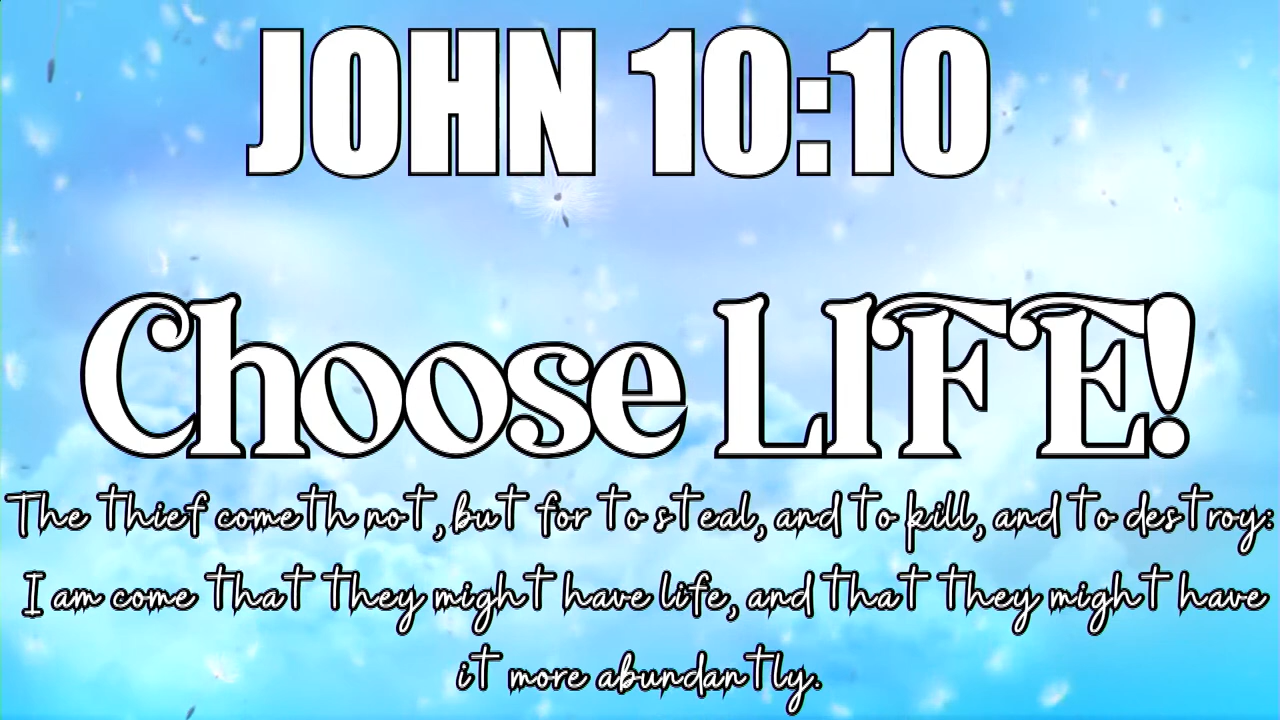 JOHN 10:10
Choose LIFE!
The thief cometh not, but for to steal, and to kill, and to destroy:
I am come that they might have life, and that they might have
it more abundantly.